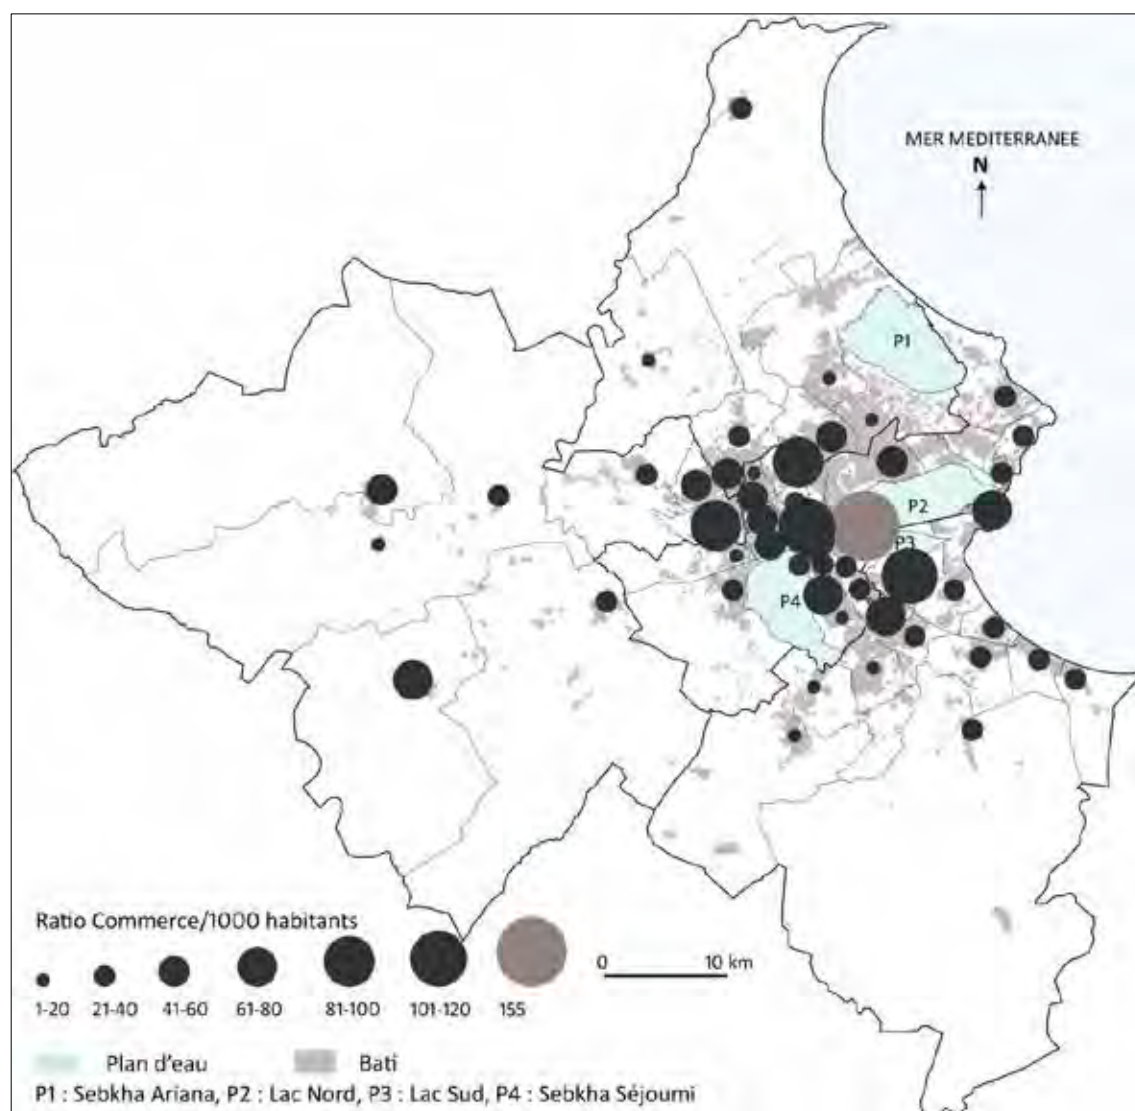 MER MEDITERRANEE
N
P1
P2
P3
P4
Ratio Commerce/1000 habitants
0 10 km
1-20 21-40 41-60 61-80 81-100 101-120 155
Plan d'eau Bati
P1 : Sebkha Ariana, P2 : Lac Nord, P3 : Lac Sud, P4 : Sebkha Séjoumi